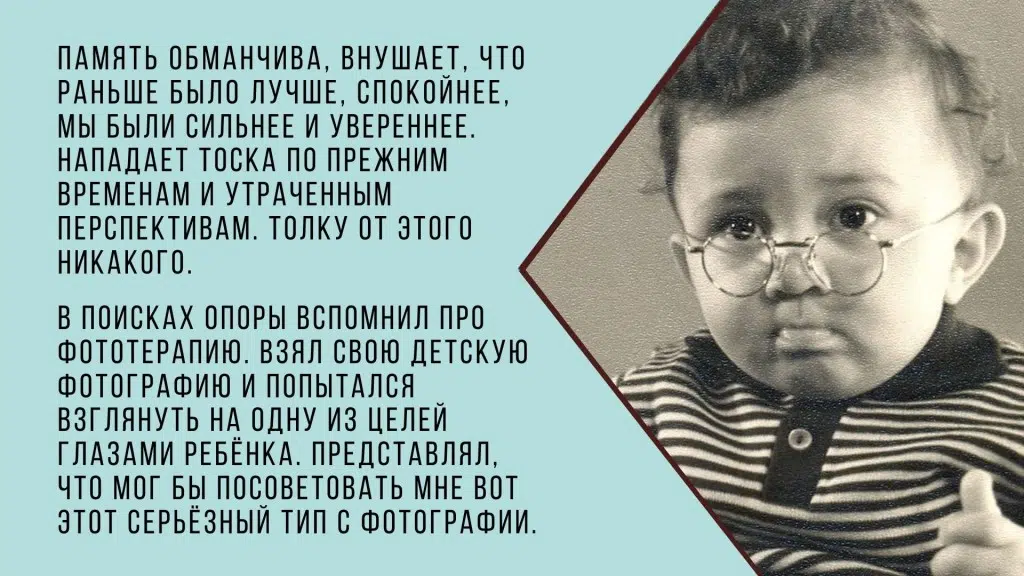 ПАМЯТЬ ОБМАНЧИВА, ВНУШАЕТ, ЧТО
РАНЬШЕ БЫЛО ЛУЧШЕ, СПОКОЙНЕЕ,
МЫ БЫЛИ СИЛЬНЕЕ И УВЕРЕННЕЕ.
НАПАДАЕТ ТОСКА ПО ПРЕЖНИМ
ВРЕМЕНАМ И УТРАЧЕННЫМ
ПЕРСПЕКТИВАМ. ТОЛКУ ОТ ЭТОГО
НИКАКОГО.
В ПОИСКАХ ОПОРЫ ВСПОМНИЛ ПРО
ФОТОТЕРАПИЮ. ВЗЯЛ СВОЮ ДЕТСКУЮ
ФОТОГРАФИЮ И ПОПЫТАЛСЯ
ВЗГЛЯНУТЬ НА ОДНУ ИЗ ЦЕЛЕЙ
ГЛАЗАМИ РЕБЁНКА. ПРЕДСТАВЛЯЛ,
ЧТО МОГ БЫ ПОСОВЕТОВАТЬ МНЕ ВОТ
ЭТОТ СЕРЬЁЗНЫЙ ТИП С ФОТОГРАФИИ.